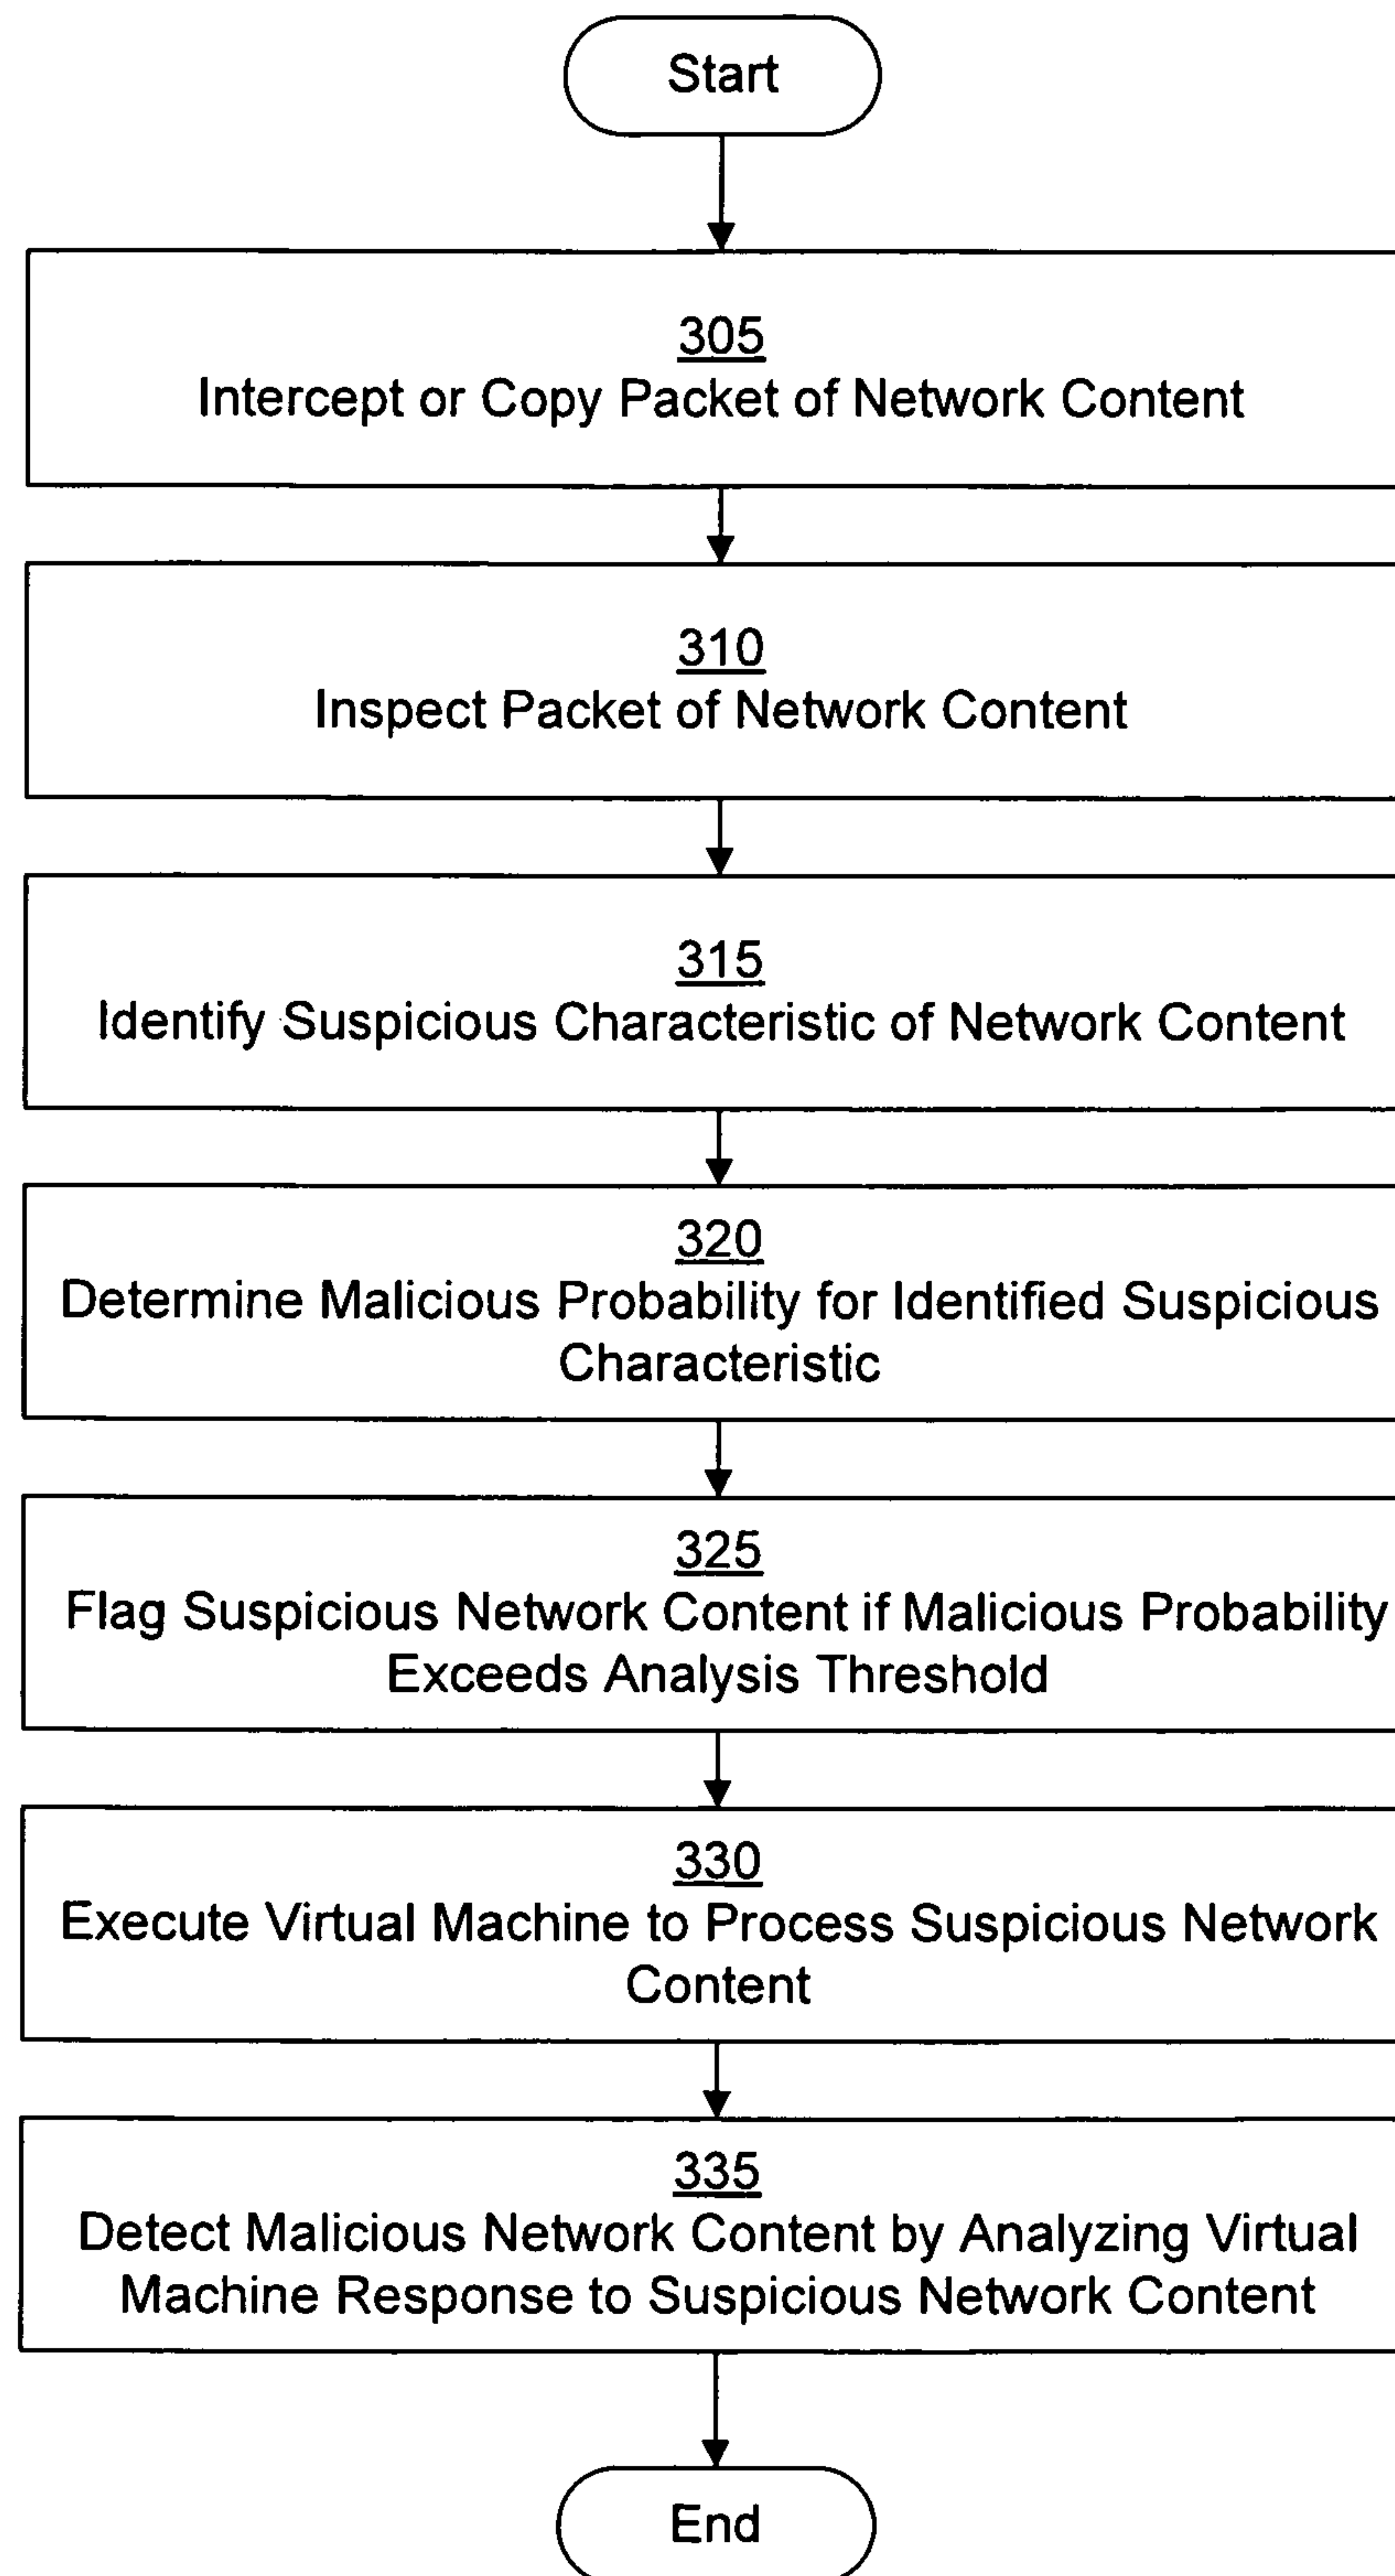 Start
305
Intercept or Copy Packet of Network Content
310
Inspect Packet of Network Content
315
Identify Suspicious Characteristic of Network Content
320
Determine Malicious Probability for Identified Suspicious
Characteristic
325
Flag Suspicious Network Content if Malicious Probability
Exceeds Analysis Threshold
330
Execute Virtual Machine to Process Suspicious Network
Content
335
Detect Malicious Network Content by Analyzing Virtual
Machine Response to Suspicious Network Content
End